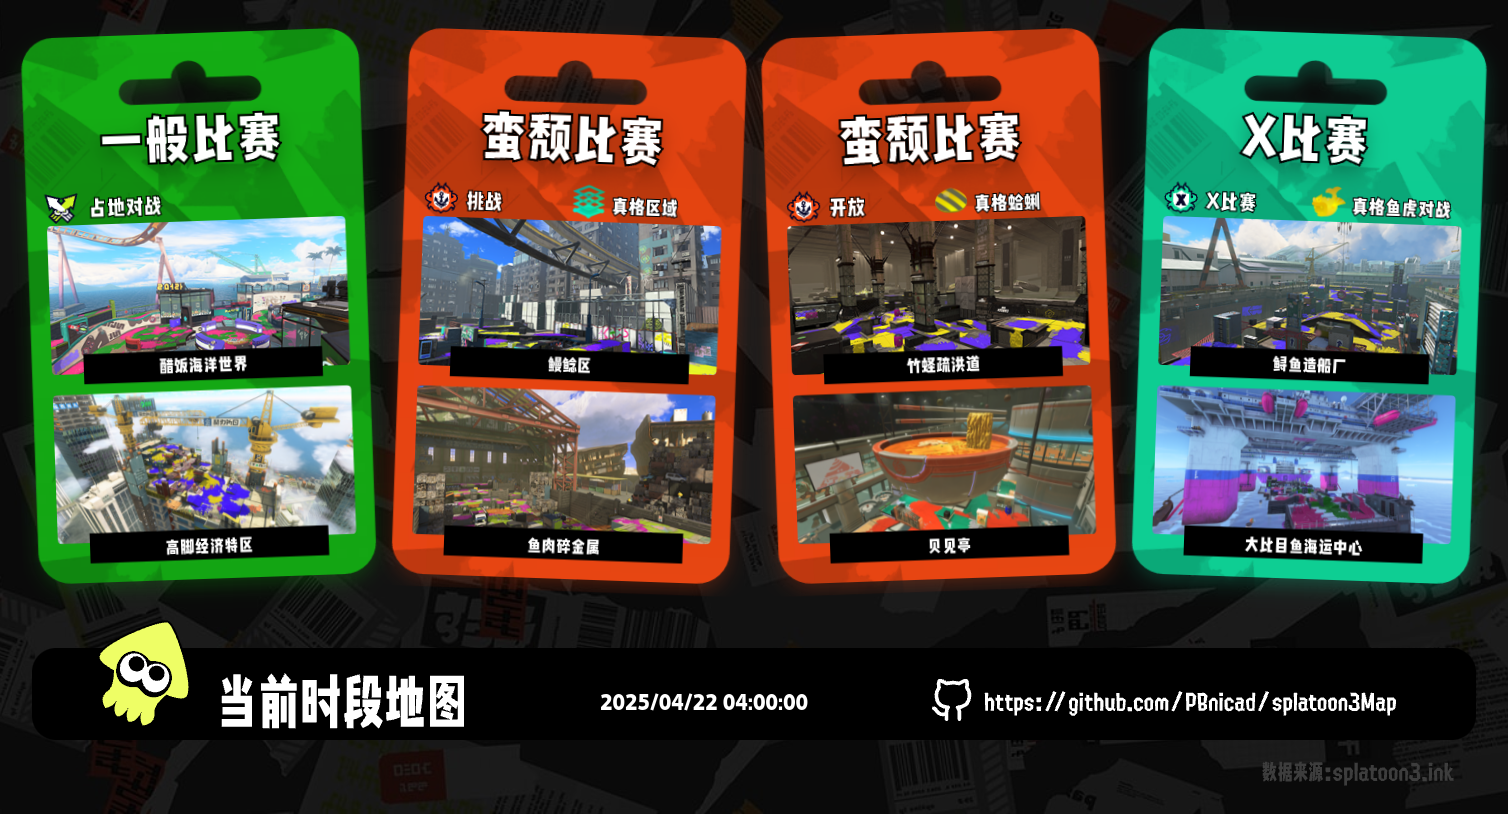 一般比赛
占地对战
醋饭海洋世界
高脚经济特区
蛮颓比赛
挑战
真格区域
鳗鲶区
鱼肉碎金属
蛮颓比赛
开放
真格蛤蜊
竹蛏疏洪道
贝见亭
X比赛
X比赛
真格鱼虎对战
鲟鱼造船厂
大比目鱼海运中心
当前时段地图
2025/04/22 04:00:00
https://github.com/PBnicad/splatoon3Map
数据来源:splatoon3.ink